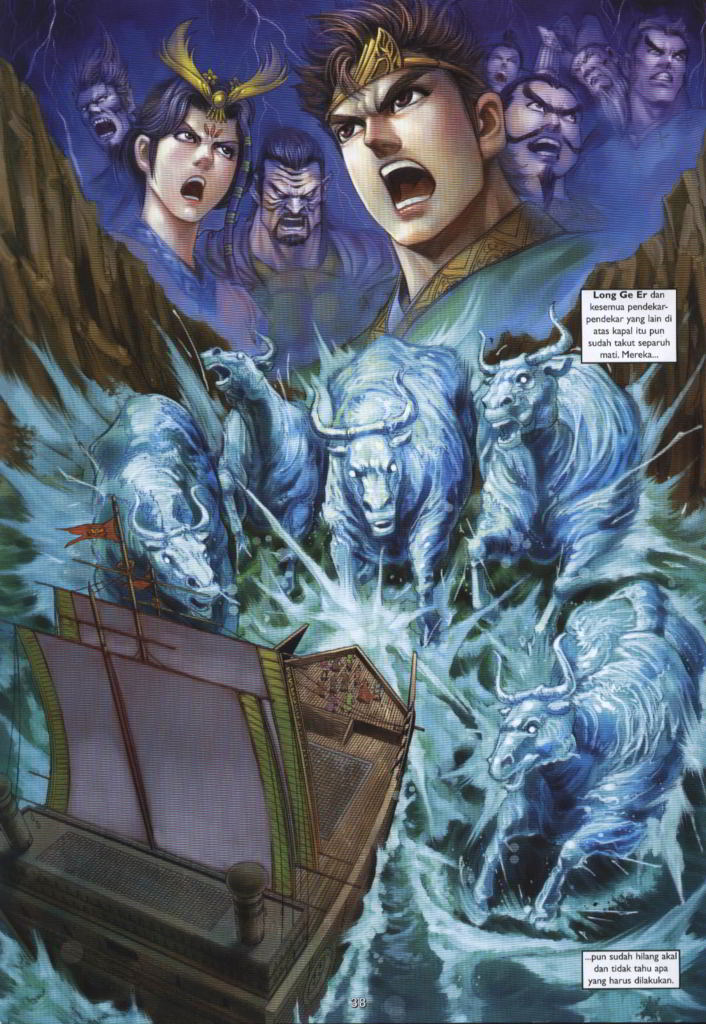 Long Ge Er dan
kesemua pendekar-
pendekar yang lain di
atas kapal itu pun
sudah takut separuh
mati. Mereka...
...pun sudah hilang akal
dan tidak tahu apa
yang harus dilakukan.
38